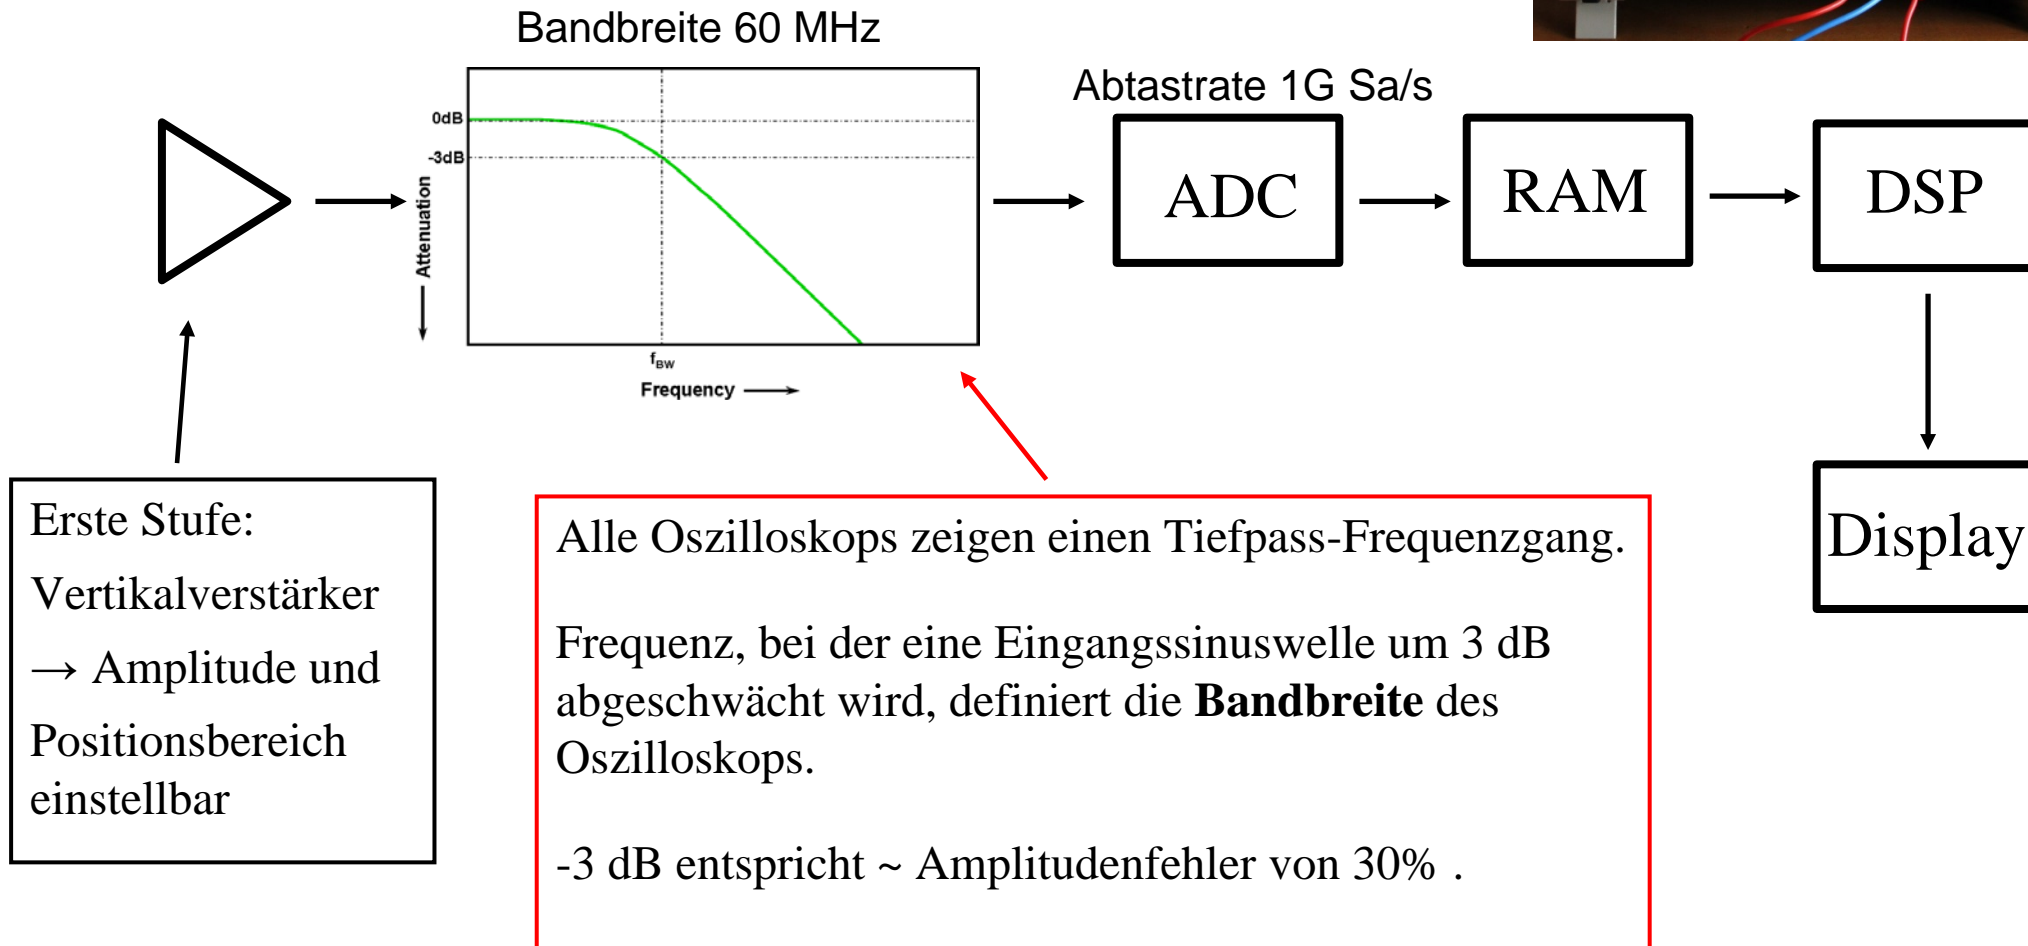 Bandbreite 60 MHz
Abtastrate 1G Sa/s
0dB
-3dB
Attenuation
f_BW
Frequency
ADC
RAM
DSP
Display
Erste Stufe:
Vertikalverstärker
→ Amplitude und
Positionsbereich
einstellbar
Alle Oszilloskops zeigen einen Tiefpass-Frequenzgang.
Frequenz, bei der eine Eingangssinuswelle um 3 dB
abgeschwächt wird, definiert die Bandbreite des
Oszilloskops.
-3 dB entspricht ~ Amplitudenfehler von 30% .